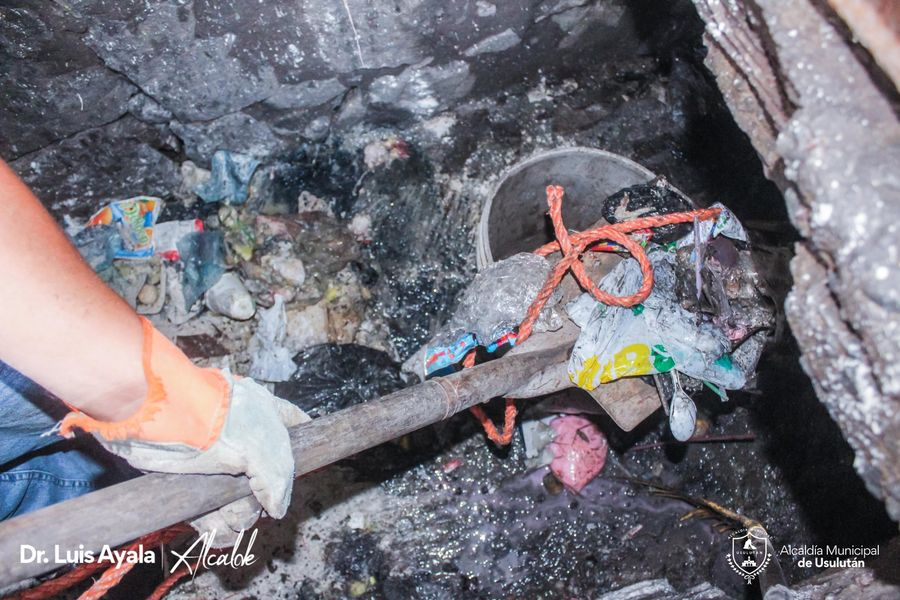 Dr. Luis Ayala | Alcalde
Alcaldía Municipal
de Usulután